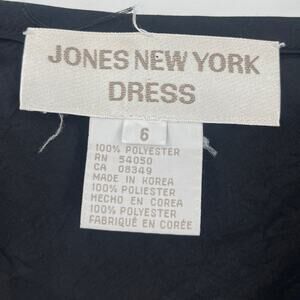 JONES NEW YORK
DRESS
6
100% POLYESTER
RN 54050
CA 08349
MADE IN KOREA
100% POLIESTER
HECHO EN COREA
100% POLYESTER
FABRIQUÉ EN CORÉE